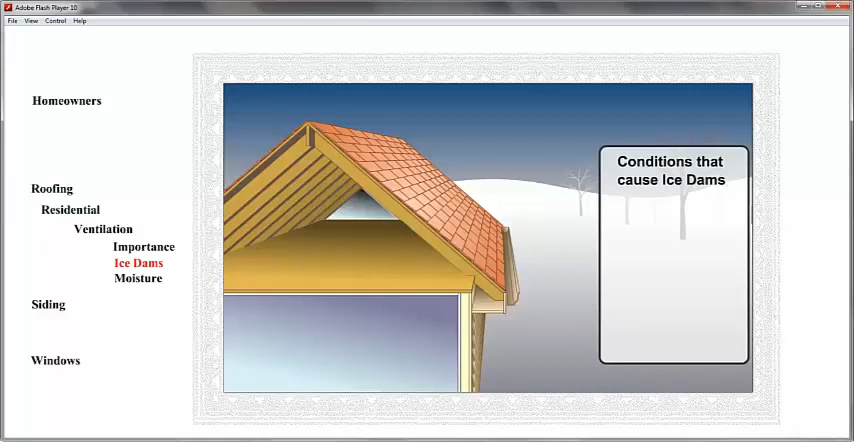 Adobe Flash Player 10
File View Control Help
Homeowners
Roofing
Residential
Ventilation
Importance
Ice Dams
Moisture
Siding
Windows
Conditions that
cause Ice Dams